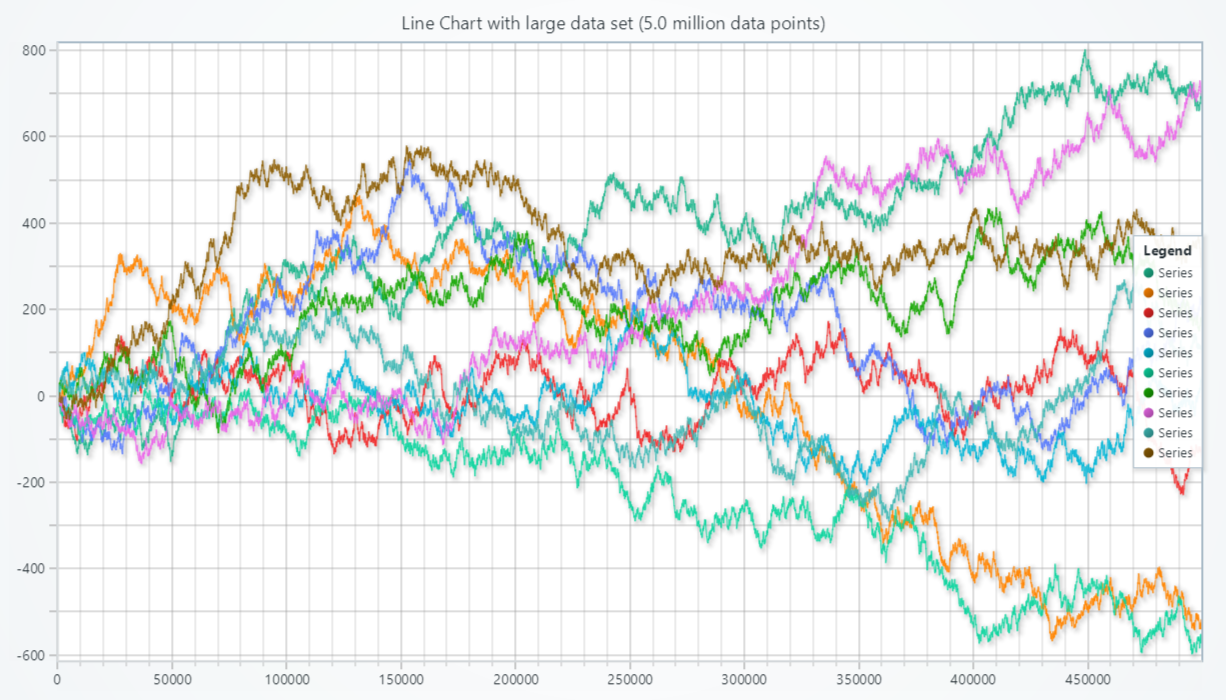 Line Chart with large data set (5.0 million data points)
800
600
400
200
0
-200
-400
-600
0 50000 100000 150000 200000 250000 300000 350000 400000 450000
Legend
Series
Series
Series
Series
Series
Series
Series
Series
Series
Series